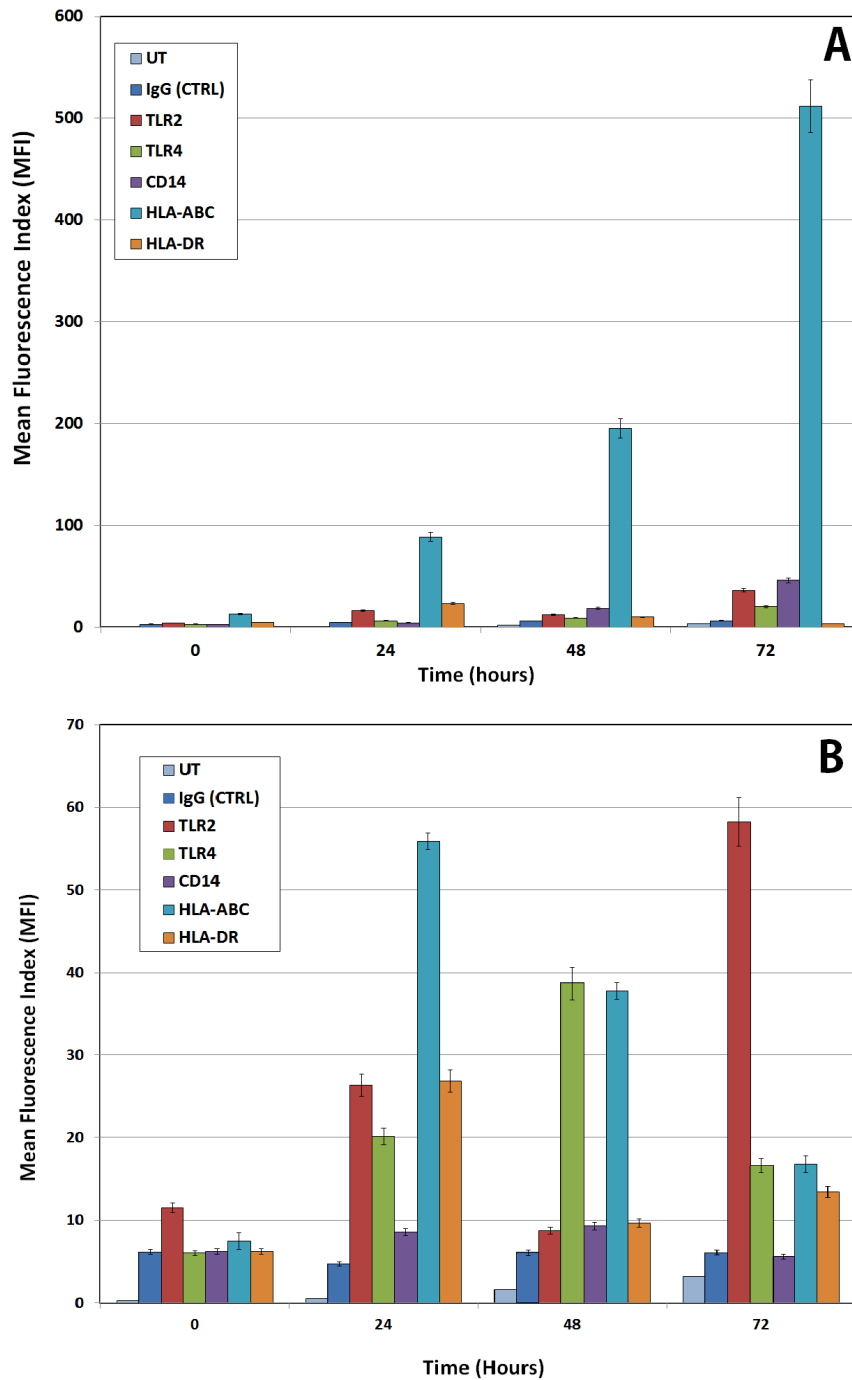 A
UT
IgG (CTRL)
TLR2
TLR4
CD14
HLA-ABC
HLA-DR
Mean Fluorescence Index (MFI)
600
500
400
300
200
100
0
0 24 48 72
Time (hours)
B
UT
IgG (CTRL)
TLR2
TLR4
CD14
HLA-ABC
HLA-DR
Mean Fluorescence Index (MFI)
70
60
50
40
30
20
10
0
0 24 48 72
Time (Hours)